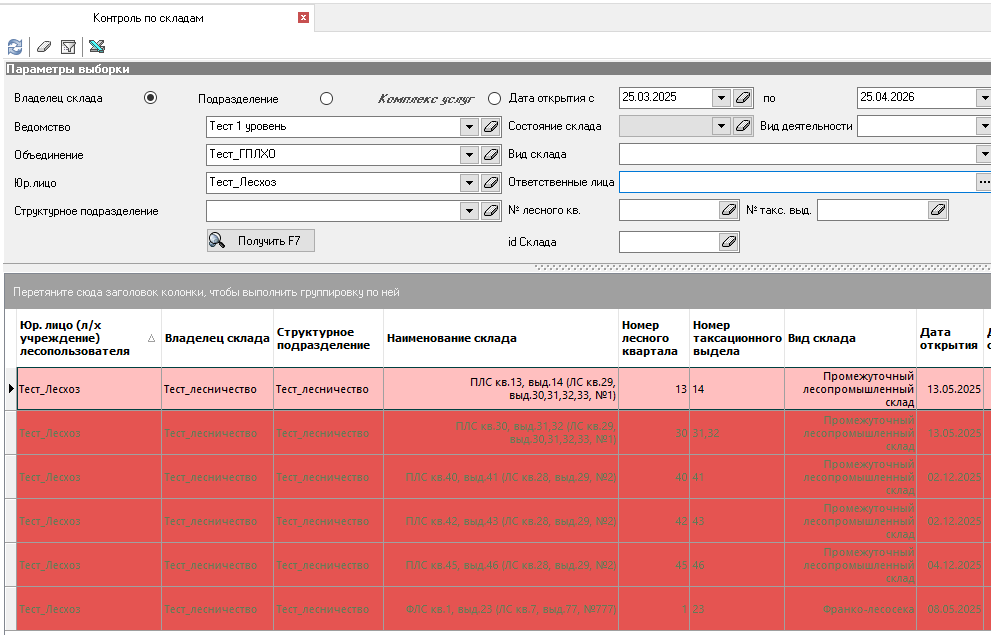 Контроль по складам
Параметры выборки
Владелец склада Подразделение Комплекс услуг Дата открытия с 25.03.2025 по 25.04.2026
Ведомство Тест 1 уровень Состояние склада Вид деятельности
Объединение Тест_ГПЛХО Вид склада
Юр.лицо Тест_Лесхоз Ответственные лица ...
Структурное подразделение № лесного кв. № такс. выд.
Получить F7 id Склада
Перетяните сюда заголовок колонки, чтобы выполнить группировку по ней
Юр. лицо (л/х
учреждение)
лесопользователя
Владелец склада
Структурное
подразделение
Наименование склада
Номер
лесного
квартала
Номер
таксационного
выдела
Вид склада
Дата
открытия
Тест_Лесхоз Тест_лесничество Тест_лесничество
ПЛС кв.13, выд.14 (ЛС кв.29,
выд.30,31,32,33, №1)
13 14
Промежуточный
лесопромышленный
склад
13.05.2025
Тест_Лесхоз Тест_лесничество Тест_лесничество
ПЛС кв.30, выд.31,32 (ЛС кв.29,
выд.30,31,32,33, №1)
30 31,32
Промежуточный
лесопромышленный
склад
13.05.2025
Тест_Лесхоз Тест_лесничество Тест_лесничество
ПЛС кв.40, выд.41 (ЛС кв.28, выд.29, №2)
40 41
Промежуточный
лесопромышленный
склад
02.12.2025
Тест_Лесхоз Тест_лесничество Тест_лесничество
ПЛС кв.42, выд.43 (ЛС кв.28, выд.29, №2)
42 43
Промежуточный
лесопромышленный
склад
02.12.2025
Тест_Лесхоз Тест_лесничество Тест_лесничество
ПЛС кв.45, выд.46 (ЛС кв.28, выд.29, №2)
45 46
Промежуточный
лесопромышленный
склад
04.12.2025
Тест_Лесхоз Тест_лесничество Тест_лесничество
ФЛС кв.1, выд.23 (ЛС кв.7, выд.77, №777)
1 23
Франко-лесосека
08.05.2025